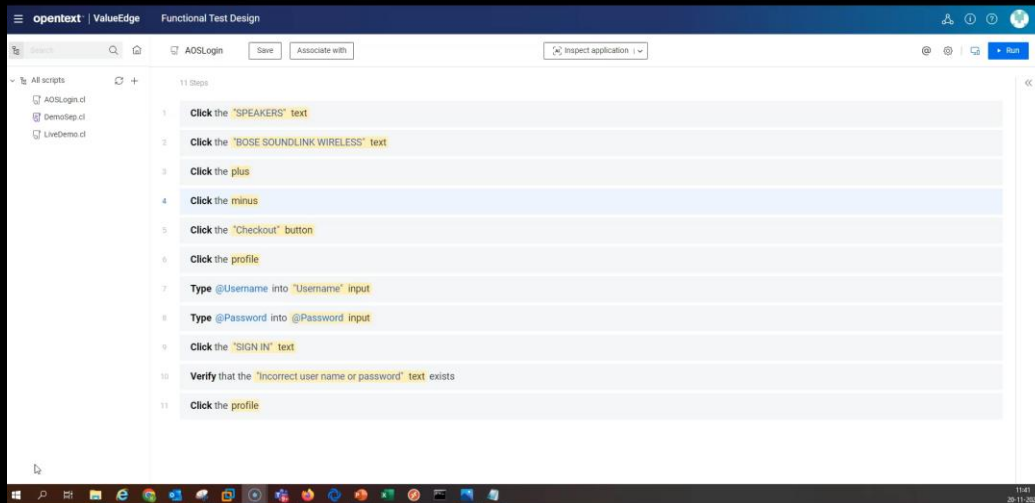 opentext | ValueEdge Functional Test Design
Search
AOSLogin Save Associate with Inspect application Run
All scripts
11 Steps
AOSLogin.cl
DemoSep.cl
LiveDemo.cl
1 Click the "SPEAKERS" text
2 Click the "BOSE SOUNDLINK WIRELESS" text
3 Click the plus
4 Click the minus
5 Click the "Checkout" button
6 Click the profile
7 Type @Username into "Username" input
8 Type @Password into @Password input
9 Click the "SIGN IN" text
10 Verify that the "Incorrect user name or password" text exists
11 Click the profile
11:41